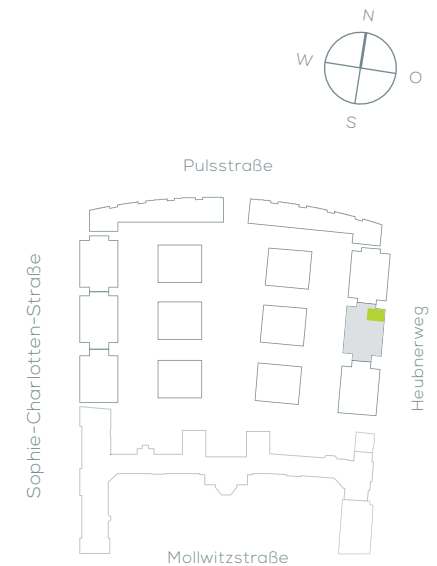 N
W
O
S
Pulsstraße
Sophie-Charlotten-Straße
Heubnerweg
Mollwitzstraße